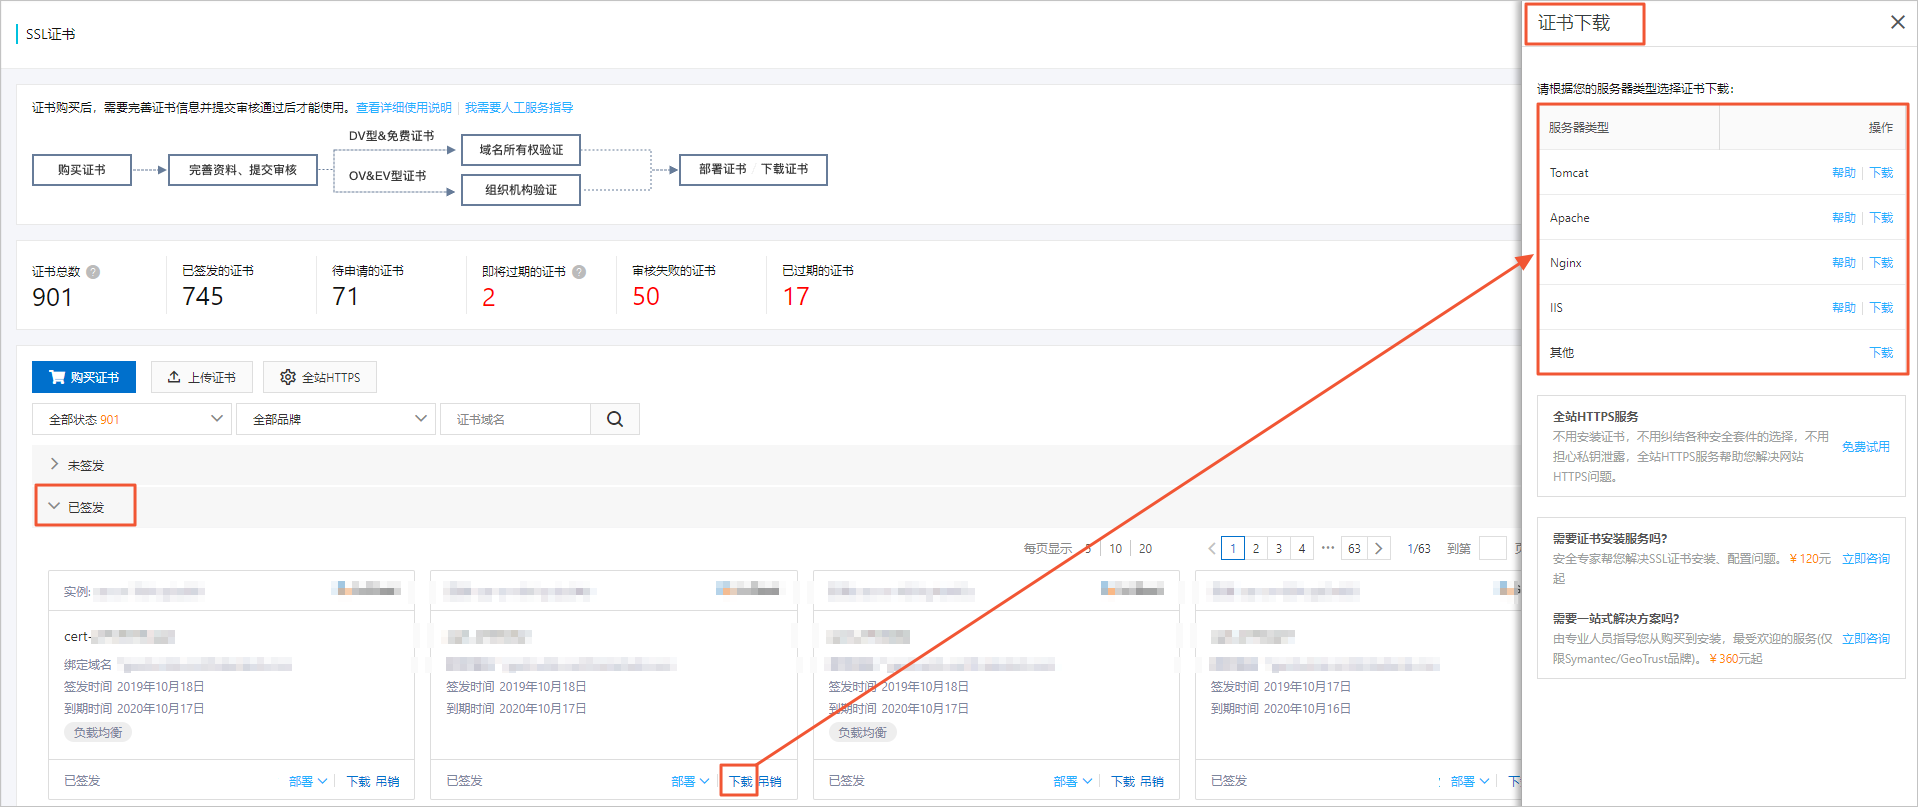 SSL证书
证书购买后，需要完善证书信息并提交审核通过后才能使用。查看详细使用说明 | 我需要人工服务指导
DV型&免费证书
域名所有权验证
购买证书
完善资料、提交审核
部署证书 / 下载证书
OV&EV型证书
组织机构验证
证书总数 ? 已签发的证书 待申请的证书 即将过期的证书 ? 审核失败的证书 已过期的证书
901 745 71 2 50 17
购买证书 上传证书 全站HTTPS
全部状态 901 全部品牌 证书域名
未签发
已签发
每页显示 5 | 10 | 20 1 2 3 4 ••• 63 1/63 到第
实例:
cert-
绑定域名
签发时间 2019年10月18日
到期时间 2020年10月17日
负载均衡
已签发 部署 下载 吊销
签发时间 2019年10月18日
到期时间 2020年10月17日
已签发 部署 下载 吊销
签发时间 2019年10月18日
到期时间 2020年10月17日
负载均衡
已签发 部署 下载 吊销
签发时间 2019年10月17日
到期时间 2020年10月16日
已签发 部署
证书下载
请根据您的服务器类型选择证书下载：
服务器类型 操作
Tomcat 帮助 | 下载
Apache 帮助 | 下载
Nginx 帮助 | 下载
IIS 帮助 | 下载
其他 下载
全站HTTPS服务
不用安装证书，不用纠结各种安全套件的选择，不用
担心私钥泄露，全站HTTPS服务帮助您解决网站
HTTPS问题。
免费试用
需要证书安装服务吗？
安全专家帮您解决SSL证书安装、配置问题。￥120元
起
立即咨询
需要一站式解决方案吗？
由专业人员指导您从购买到安装，最受欢迎的服务(仅
限Symantec/GeoTrust品牌)。￥360元起
立即咨询